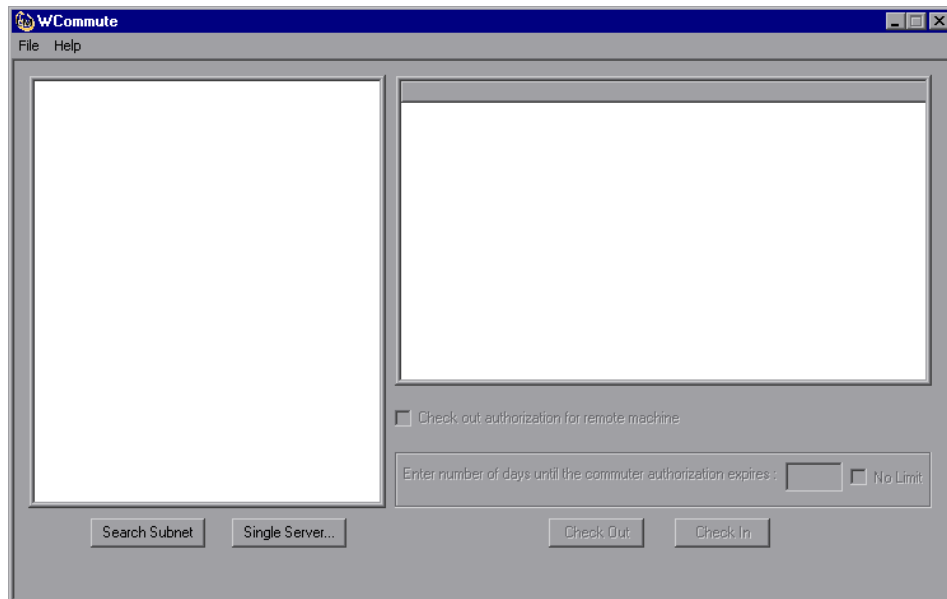 WCommute
File Help
Check out authorization for remote machine
Enter number of days until the commuter authorization expires :
No Limit
Search Subnet
Single Server...
Check Out
Check In